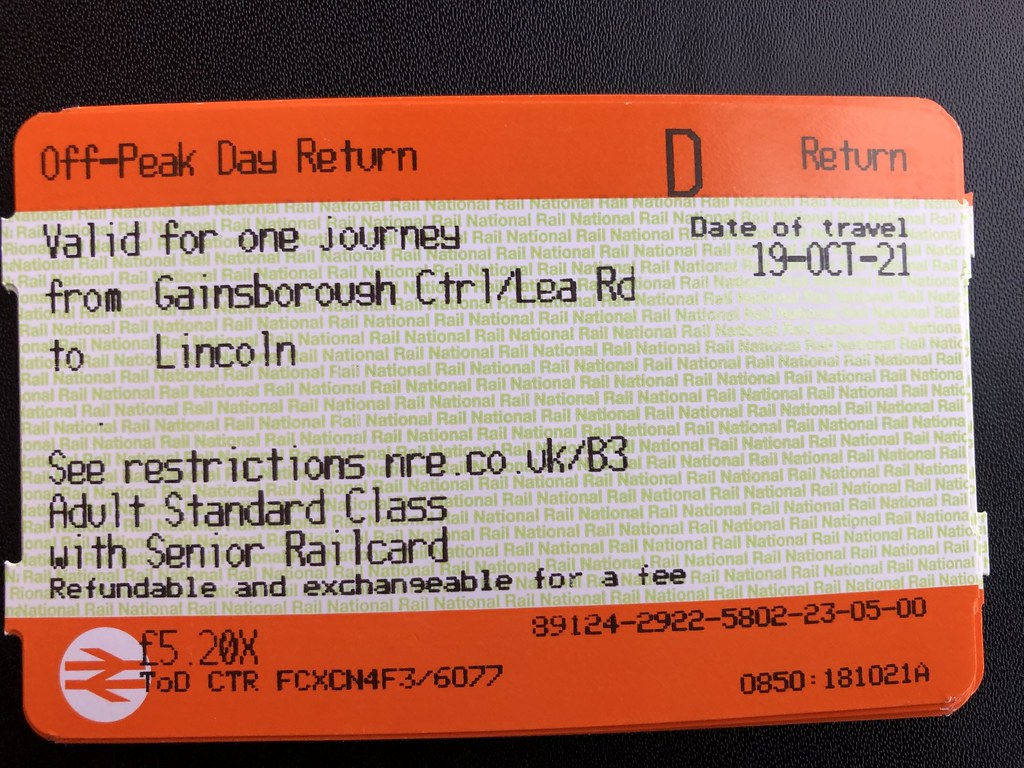 Off-Peak Day Return D Return
Valid for one journey Date of travel
19-OCT-21
from Gainsborough Ctrl/Lea Rd
to Lincoln
See restrictions nre.co.uk/B3
Adult Standard Class
with Senior Railcard
Refundable and exchangeable for a fee
89124-2922-5802-23-05-00
£5.20X
ToD CTR FCXCN4F3/6077 0850:181021A